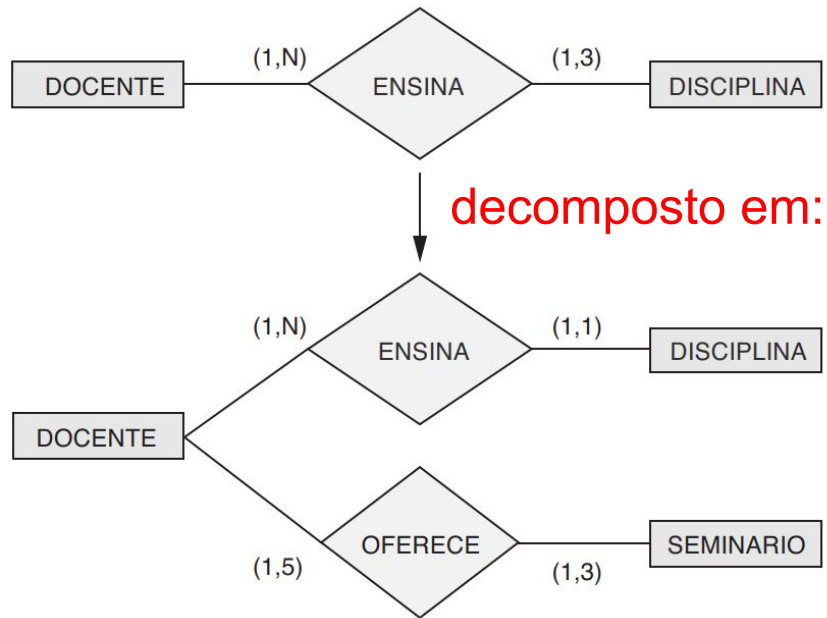 (1,N) (1,3)
DOCENTE ENSINA DISCIPLINA
decomposto em:
(1,N) (1,1)
ENSINA DISCIPLINA
DOCENTE
OFERECE SEMINARIO
(1,5) (1,3)